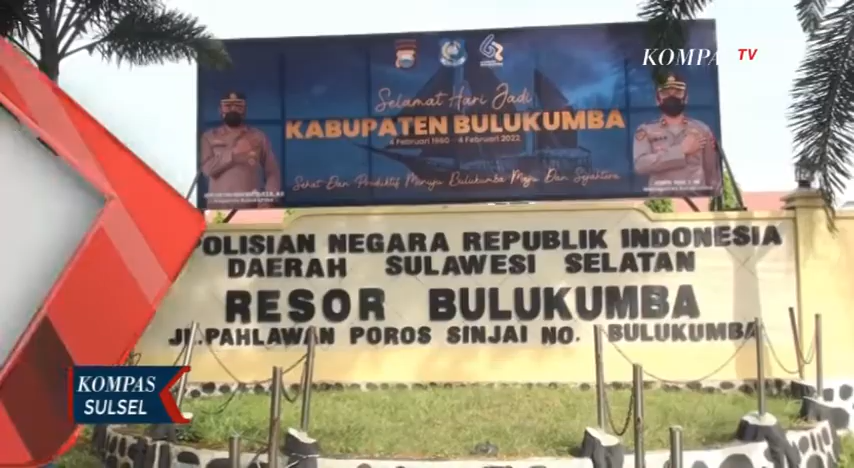 KOMPAS TV
Selamat Hari Jadi
KABUPATEN BULUKUMBA
4 Februari 1960 - 4 Februari 2022
Sehat Dan Produktif Menuju Bulukumba Maju Dan Sejahtera
POLISIAN NEGARA REPUBLIK INDONESIA
DAERAH SULAWESI SELATAN
RESOR BULUKUMBA
JL. PAHLAWAN POROS SINJAI NO. BULUKUMBA
KOMPAS
SULSEL